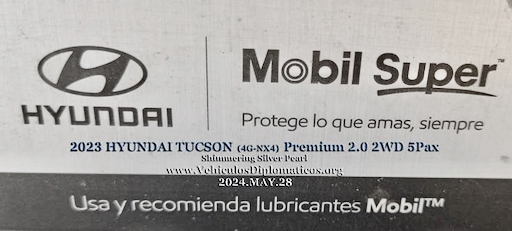 HYUNDAI
Mobil Super™
Protege lo que amas, siempre
2023 HYUNDAI TUCSON (4G-NX4) Premium 2.0 2WD 5Pax
Shimmering Silver Pearl
www.VehiculosDiplomaticos.org
2024.MAY.28
Usa y recomienda lubricantes Mobil™